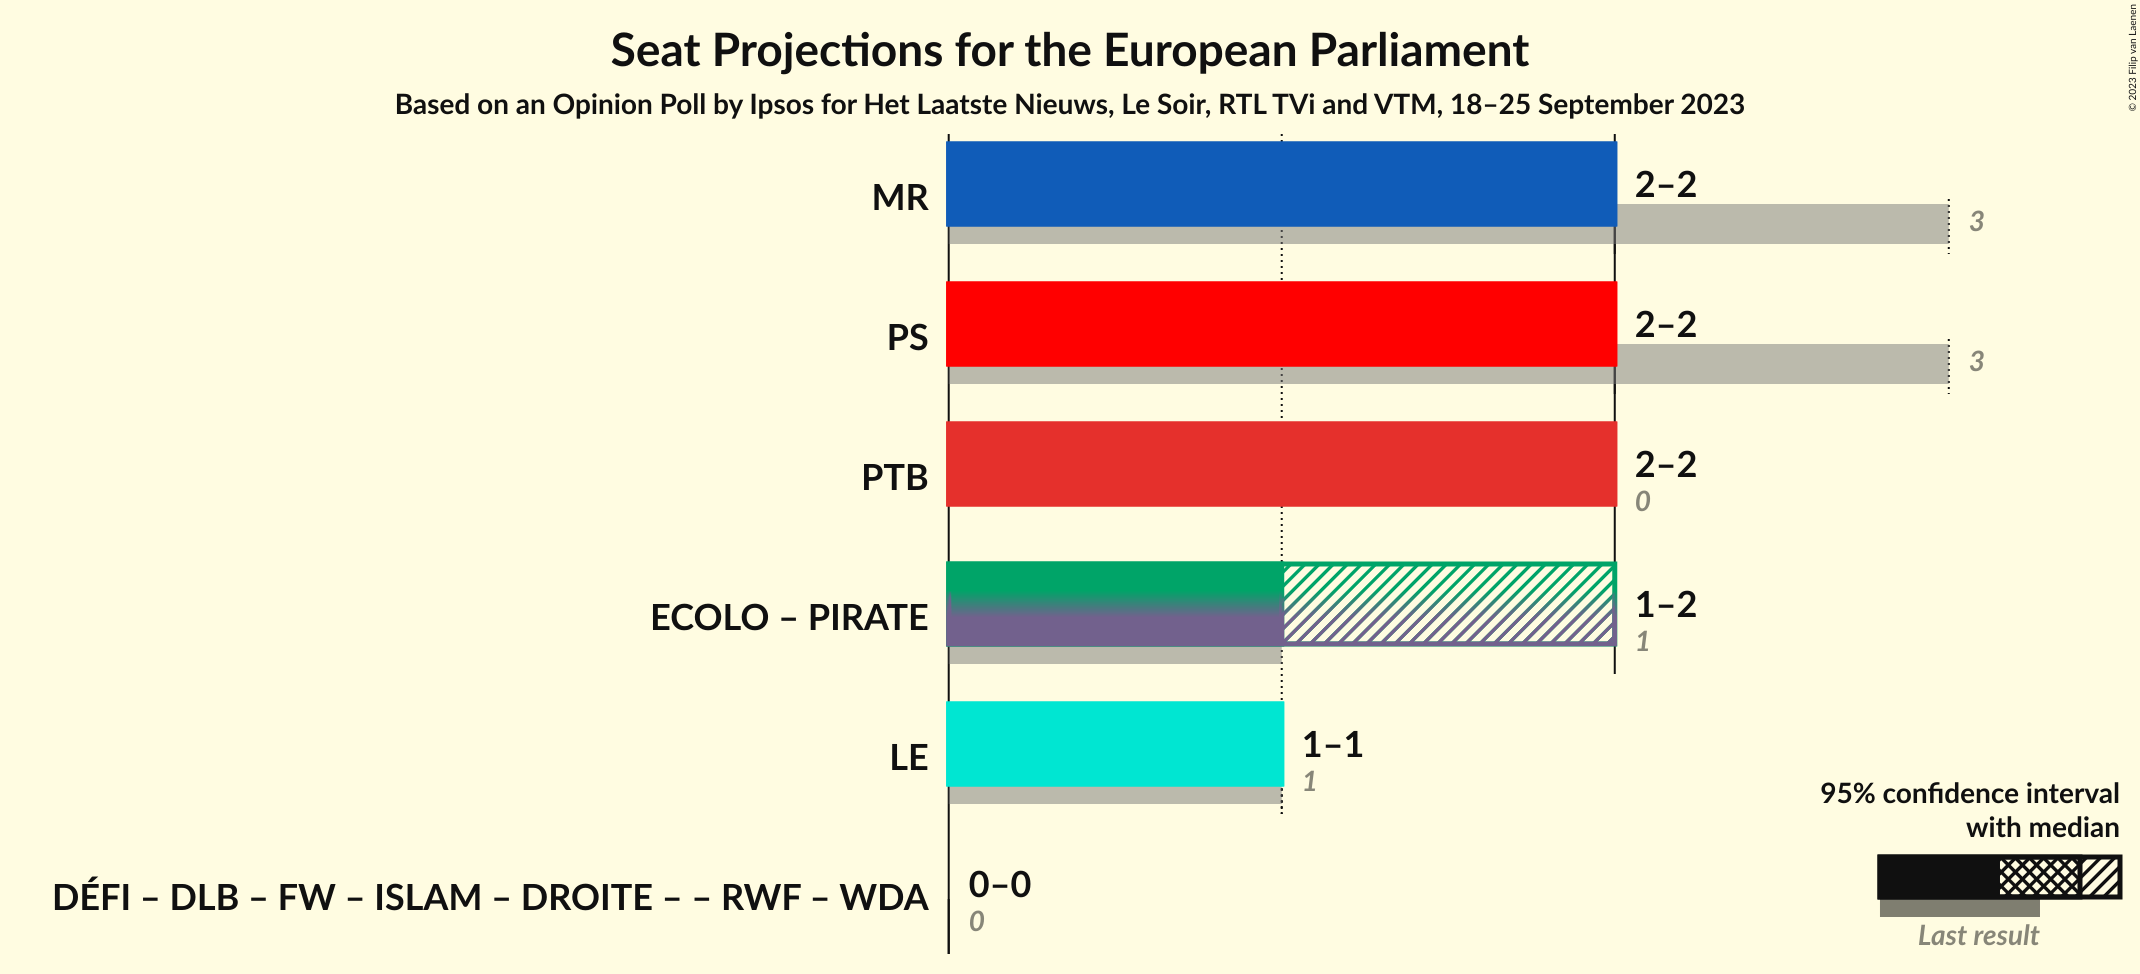 Seat Projections for the European Parliament
Based on an Opinion Poll by Ipsos for Het Laatste Nieuws, Le Soir, RTL TVi and VTM, 18–25 September 2023
© 2023 Filip van Laenen
MR
2–2
3
PS
2–2
3
PTB
2–2
0
ECOLO – PIRATE
1–2
1
LE
1–1
1
DÉFI – DLB – FW – ISLAM – DROITE – – RWF – WDA
0–0
0
95% confidence interval
with median
Last result